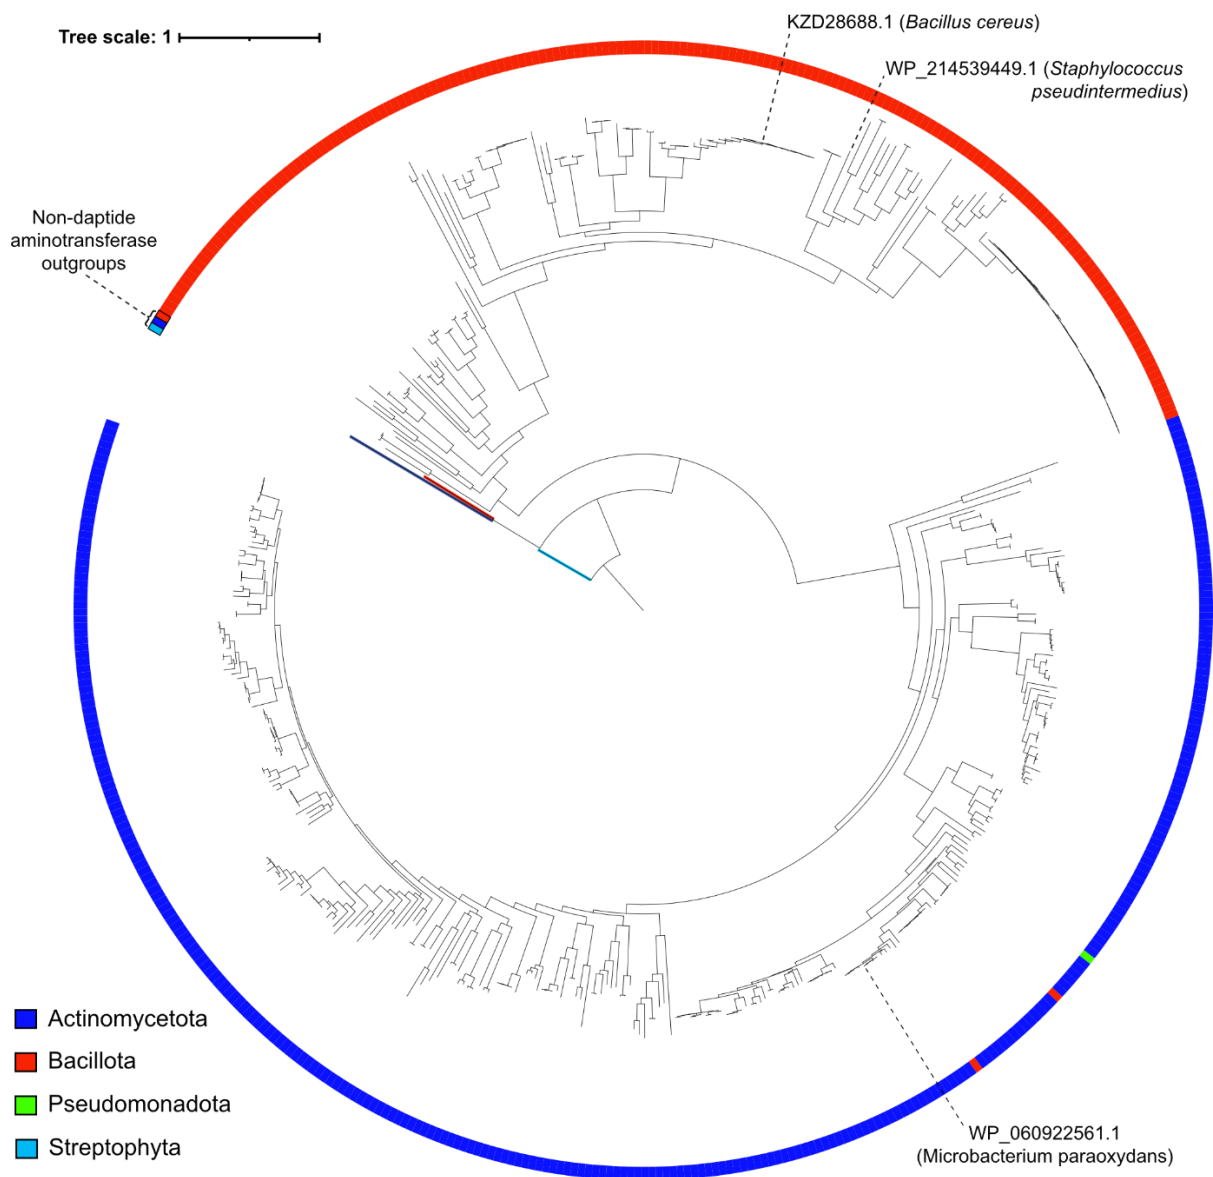 Tree scale: 1
KZD28688.1 (Bacillus cereus)
WP_214539449.1 (Staphylococcus
pseudintermedius)
Non-daptide
aminotransferase
outgroups
Actinomycetota
Bacillota
Pseudomonadota
Streptophyta
WP_060922561.1
(Microbacterium paraoxydans)